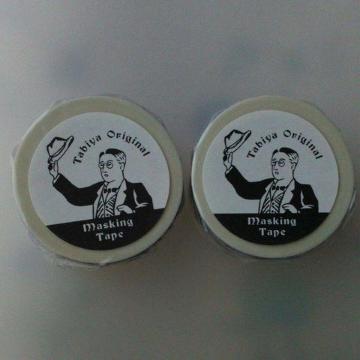 Tabiya Original
Masking
Tape
Tabiya Original
Masking
Tape